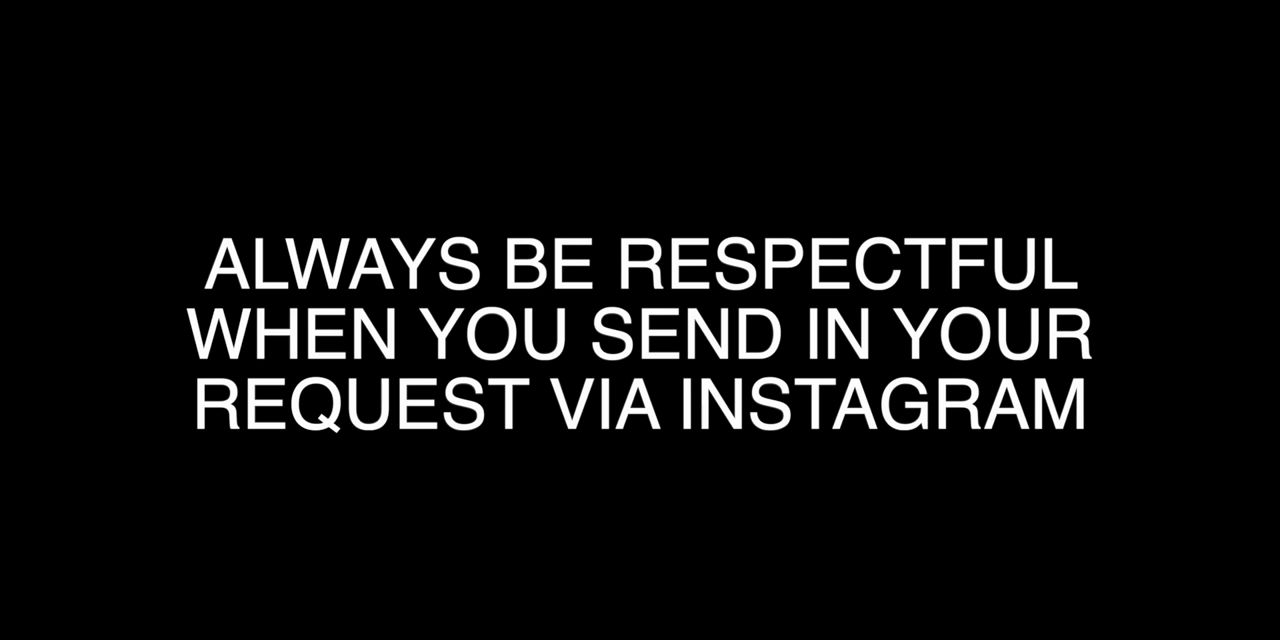 ALWAYS BE RESPECTFUL
WHEN YOU SEND IN YOUR
REQUEST VIA INSTAGRAM